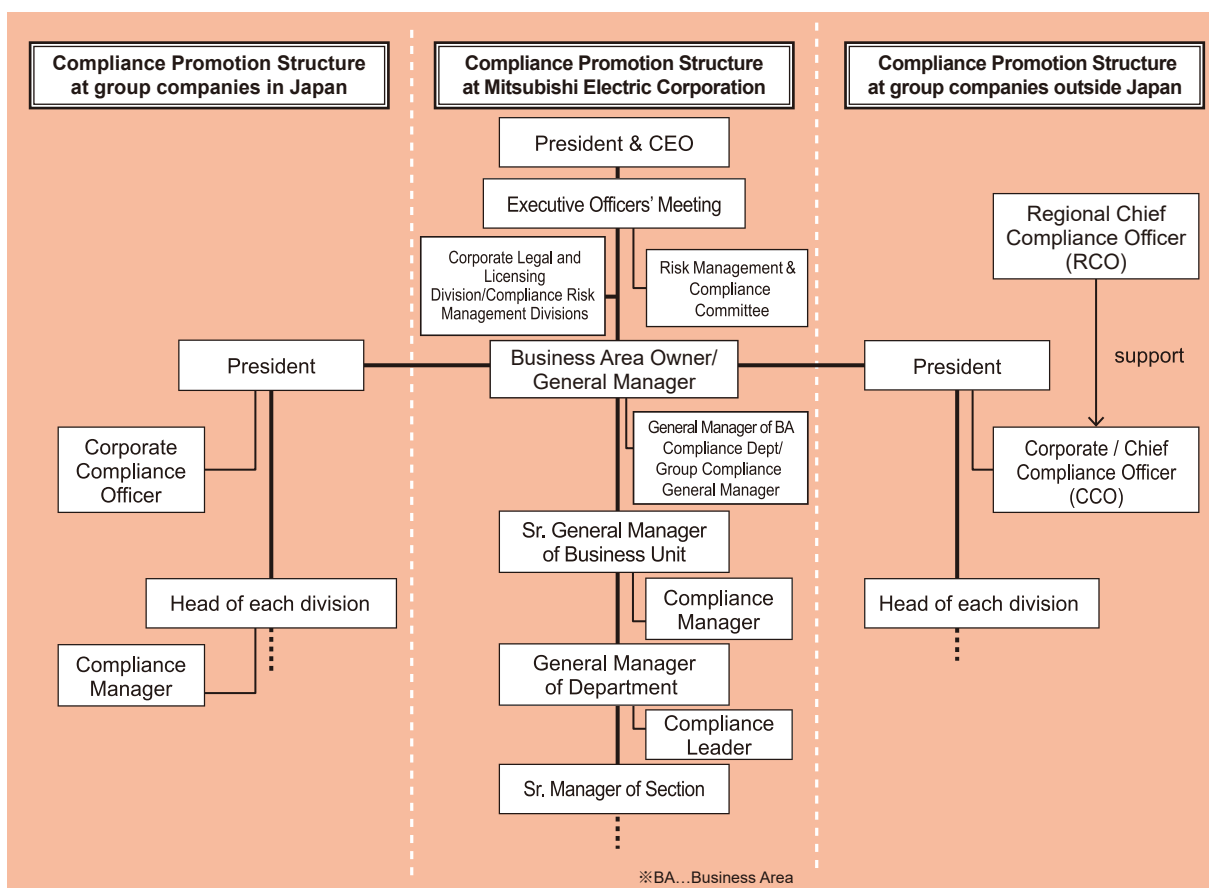 Compliance Promotion Structure
at group companies in Japan
Compliance Promotion Structure
at Mitsubishi Electric Corporation
Compliance Promotion Structure
at group companies outside Japan
President & CEO
Executive Officers' Meeting
Corporate Legal and
Licensing
Division/Compliance Risk
Management Divisions
Risk Management &
Compliance
Committee
Regional Chief
Compliance Officer
(RCO)
support
President
Business Area Owner/
General Manager
President
Corporate
Compliance
Officer
General Manager of BA
Compliance Dept/
Group Compliance
General Manager
Corporate / Chief
Compliance Officer
(CCO)
Sr. General Manager
of Business Unit
Head of each division
Compliance
Manager
Head of each division
Compliance
Manager
General Manager
of Department
Compliance
Leader
Sr. Manager of Section
※BA…Business Area